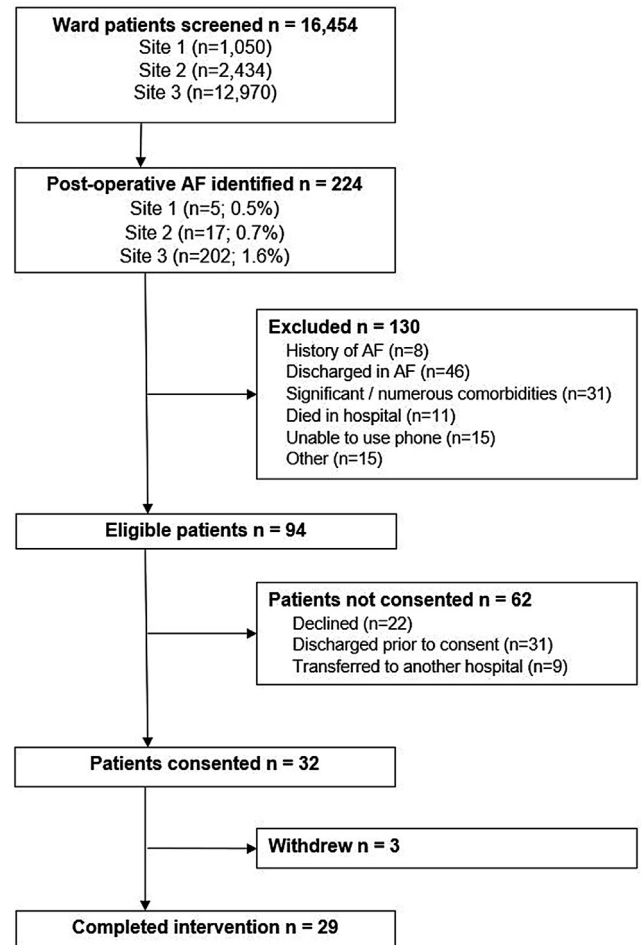 Ward patients screened n = 16,454
Site 1 (n=1,050)
Site 2 (n=2,434)
Site 3 (n=12,970)
Post-operative AF identified n = 224
Site 1 (n=5; 0.5%)
Site 2 (n=17; 0.7%)
Site 3 (n=202; 1.6%)
Excluded n = 130
History of AF (n=8)
Discharged in AF (n=46)
Significant / numerous comorbidities (n=31)
Died in hospital (n=11)
Unable to use phone (n=15)
Other (n=15)
Eligible patients n = 94
Patients not consented n = 62
Declined (n=22)
Discharged prior to consent (n=31)
Transferred to another hospital (n=9)
Patients consented n = 32
Withdrew n = 3
Completed intervention n = 29